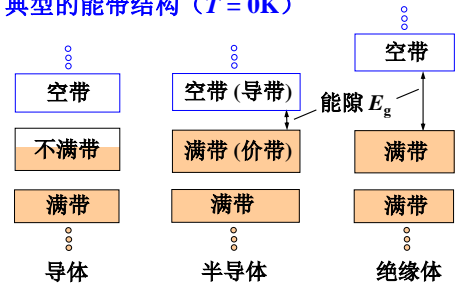 典型的能带结构（T = 0K）
空带
空带
空带 (导带)
能隙 Eg
不满带
满带 (价带)
满带
满带
满带
满带
导体
半导体
绝缘体